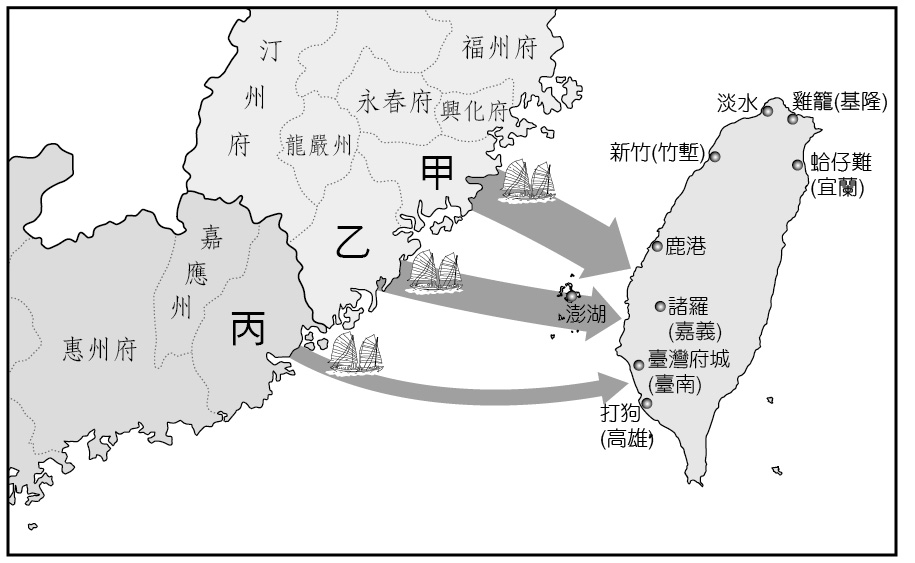 汀州府
福州府
永春府
興化府
龍嚴州
甲
乙
嘉應州
丙
惠州府
淡水
雞籠(基隆)
新竹(竹塹)
蛤仔難
(宜蘭)
鹿港
澎湖
諸羅
(嘉義)
臺灣府城
(臺南)
打狗
(高雄)